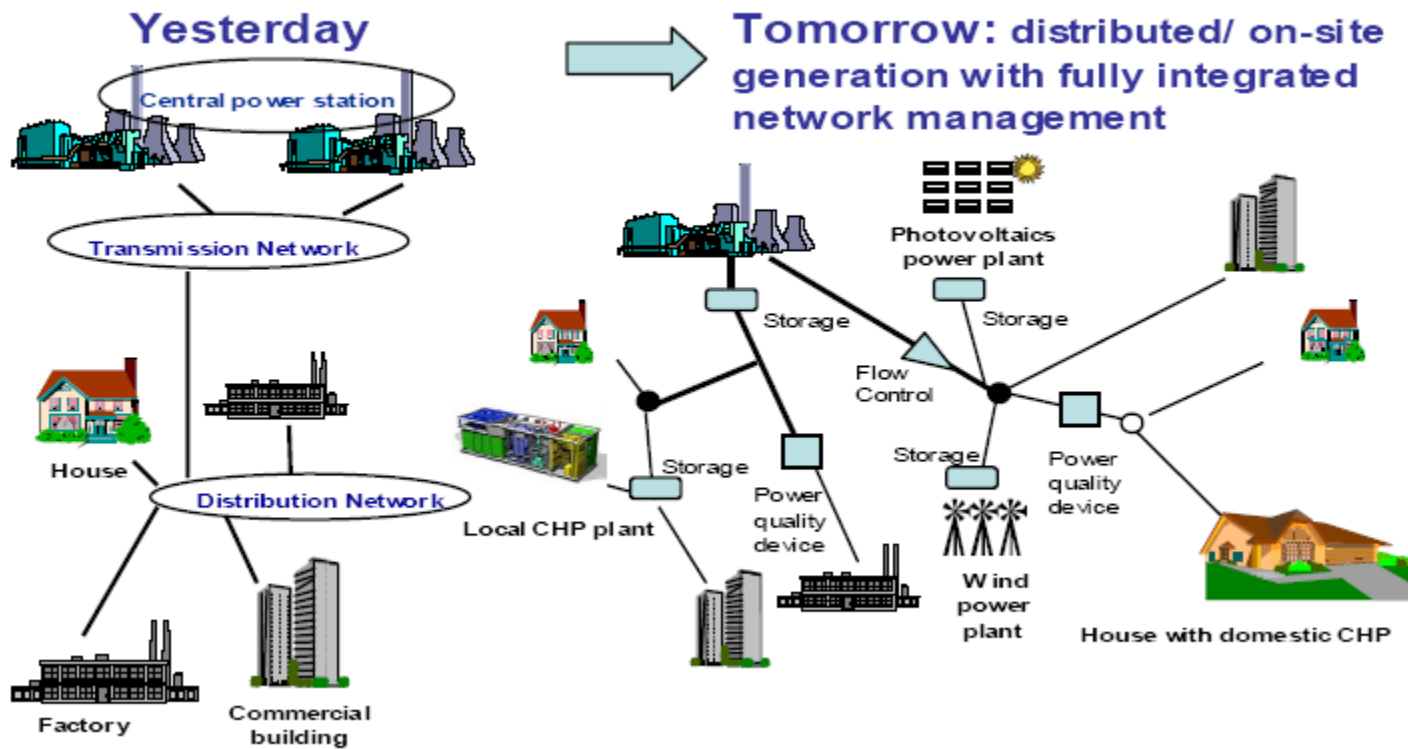 Yesterday
Central power station
Transmission Network
House
Distribution Network
Factory
Commercial
building
Tomorrow: distributed/ on-site
generation with fully integrated
network management
Photovoltaics
power plant
Storage
Storage
Flow
Control
Storage
Storage
Power
quality
device
Power
quality
device
Local CHP plant
Wind
power
plant
House with domestic CHP